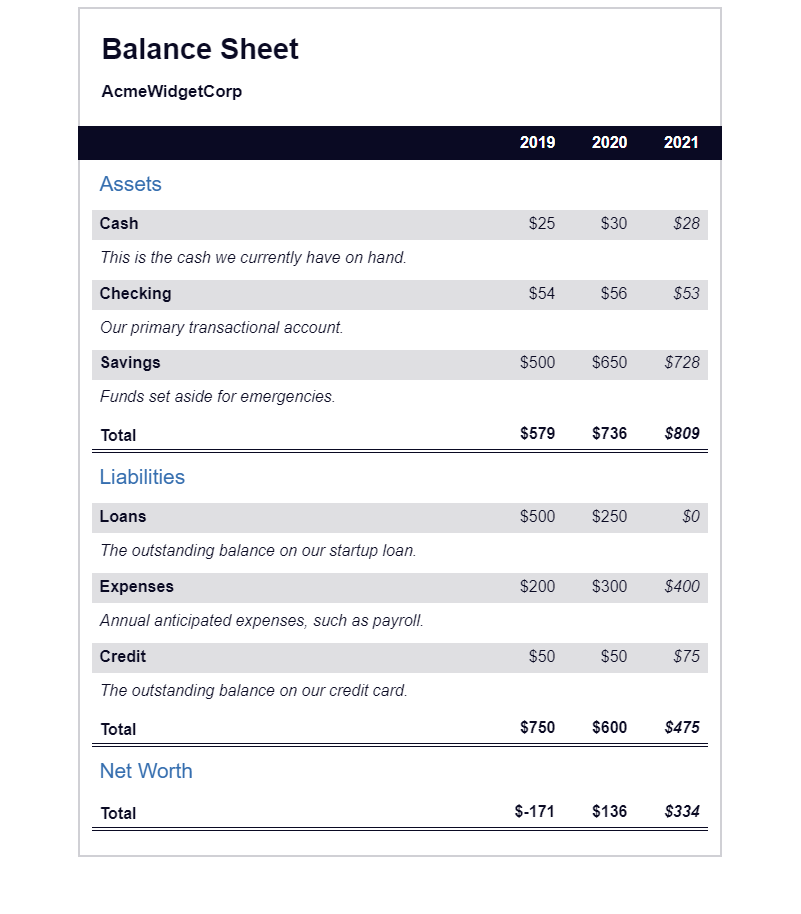 Balance Sheet
AcmeWidgetCorp
2019 2020 2021
Assets
Cash $25 $30 $28
This is the cash we currently have on hand.
Checking $54 $56 $53
Our primary transactional account.
Savings $500 $650 $728
Funds set aside for emergencies.
Total $579 $736 $809
Liabilities
Loans $500 $250 $0
The outstanding balance on our startup loan.
Expenses $200 $300 $400
Annual anticipated expenses, such as payroll.
Credit $50 $50 $75
The outstanding balance on our credit card.
Total $750 $600 $475
Net Worth
Total $-171 $136 $334